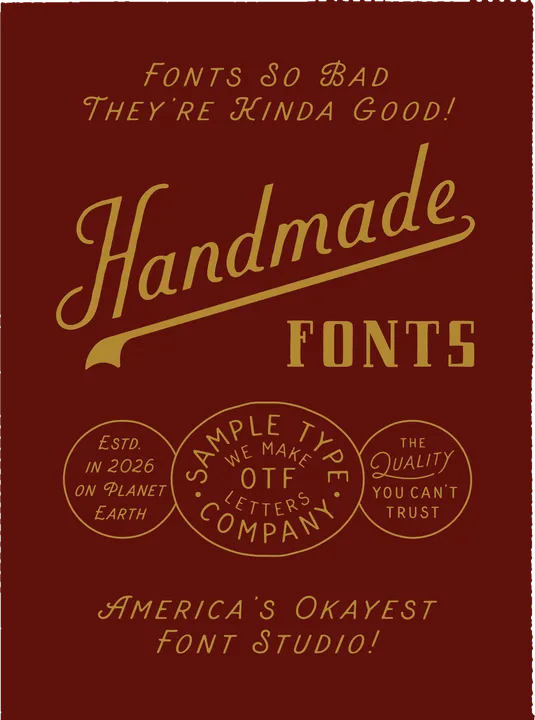 Fonts So Bad
They're Kinda Good!
Handmade
FONTS
Estd.
in 2026
on Planet
Earth
SAMPLE TYPE
WE MAKE
OTF
LETTERS
COMPANY
THE
Quality
YOU CAN'T
TRUST
America's Okayest
Font Studio!